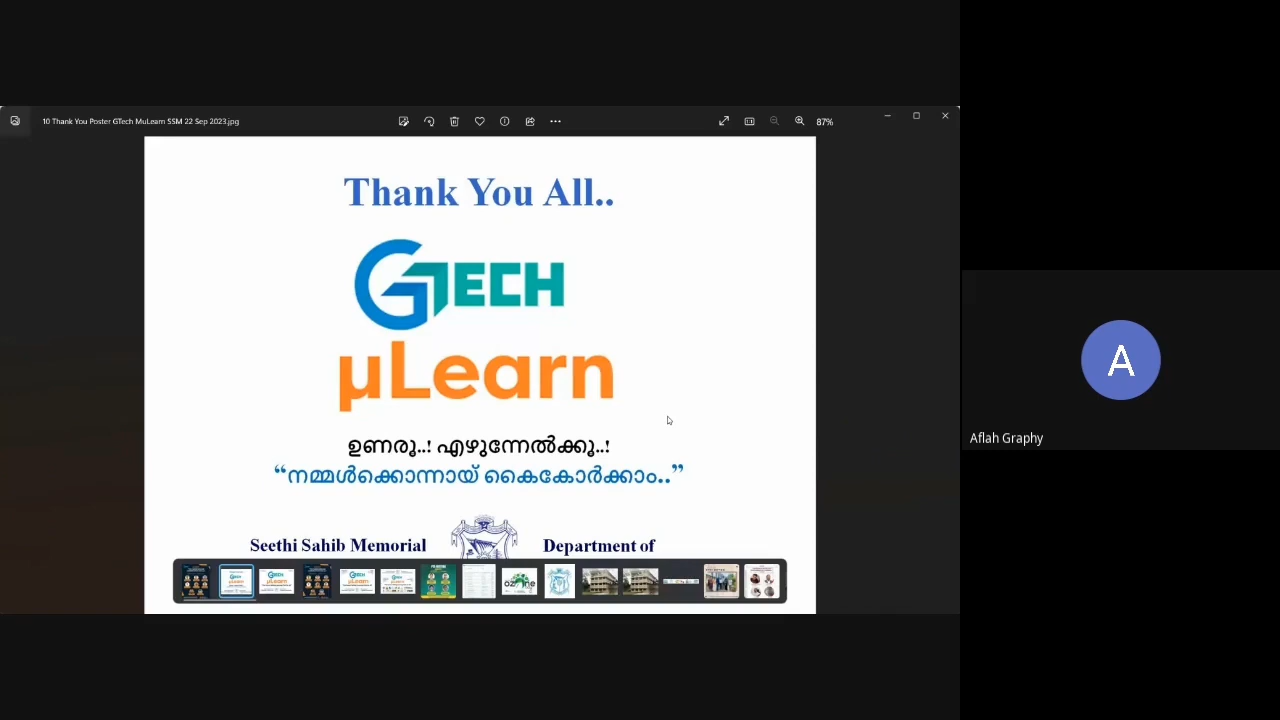 10 Thank You Poster GTech MuLearn SSM 22 Sep 2023.jpg
87%
Thank You All..
GTECH
µLearn
ഉണരൂ..! എഴുന്നേൽക്കൂ..!
“നമ്മൾക്കൊന്നായ് കൈകോർക്കാം..”
Seethi Sahib Memorial
Department of
A
Aflah Graphy